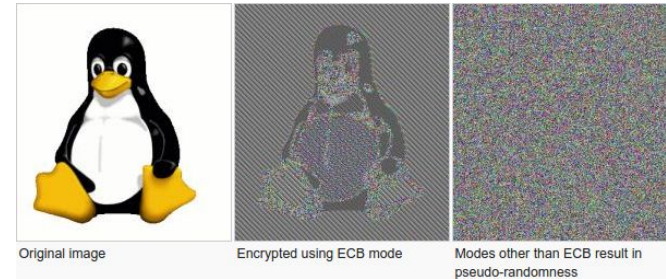 Original image
Encrypted using ECB mode
Modes other than ECB result in
pseudo-randomness